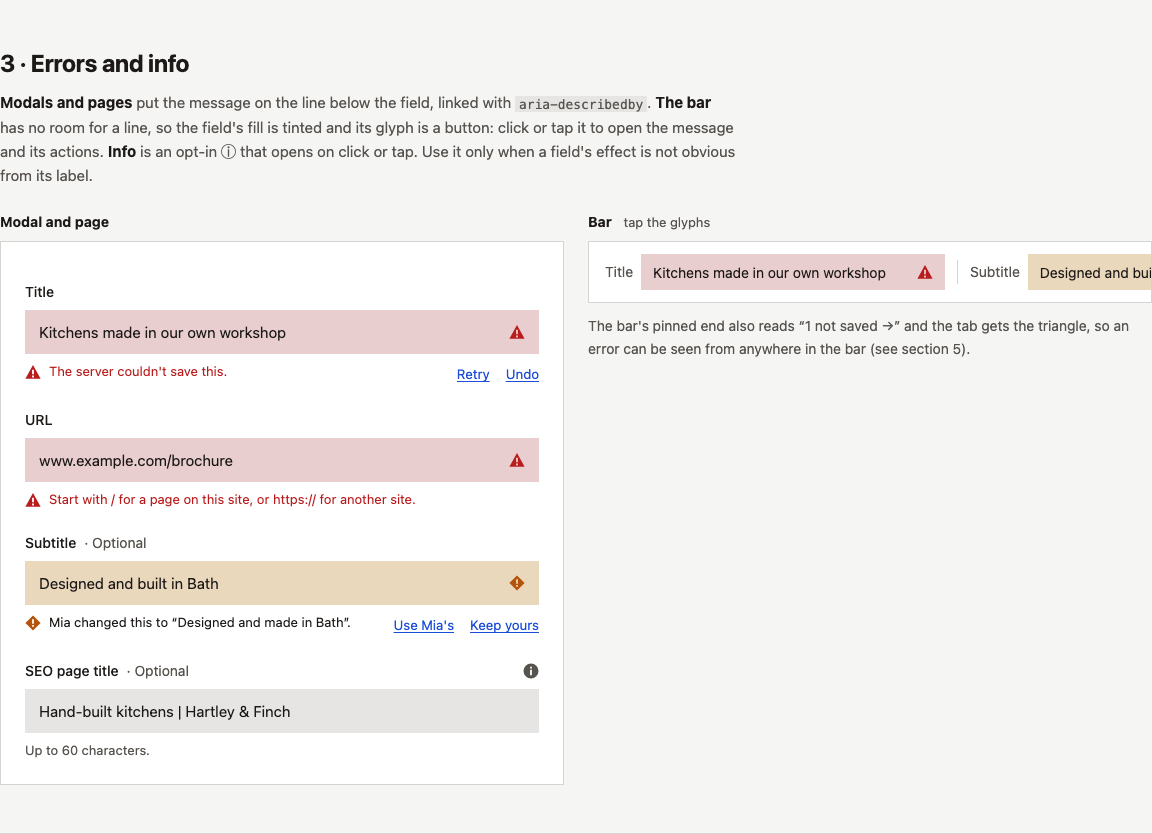 3 · Errors and info
Modals and pages put the message on the line below the field, linked with aria-describedby. The bar
has no room for a line, so the field's fill is tinted and its glyph is a button: click or tap it to open the message
and its actions. Info is an opt-in ⓘ that opens on click or tap. Use it only when a field's effect is not obvious
from its label.
Modal and page
Title
Kitchens made in our own workshop
The server couldn't save this.
Retry Undo
URL
www.example.com/brochure
Start with / for a page on this site, or https:// for another site.
Subtitle · Optional
Designed and built in Bath
Mia changed this to “Designed and made in Bath”.
Use Mia's Keep yours
SEO page title · Optional
Hand-built kitchens | Hartley & Finch
Up to 60 characters.
Bar tap the glyphs
Title Kitchens made in our own workshop Subtitle Designed and bui
The bar's pinned end also reads “1 not saved →” and the tab gets the triangle, so an
error can be seen from anywhere in the bar (see section 5).